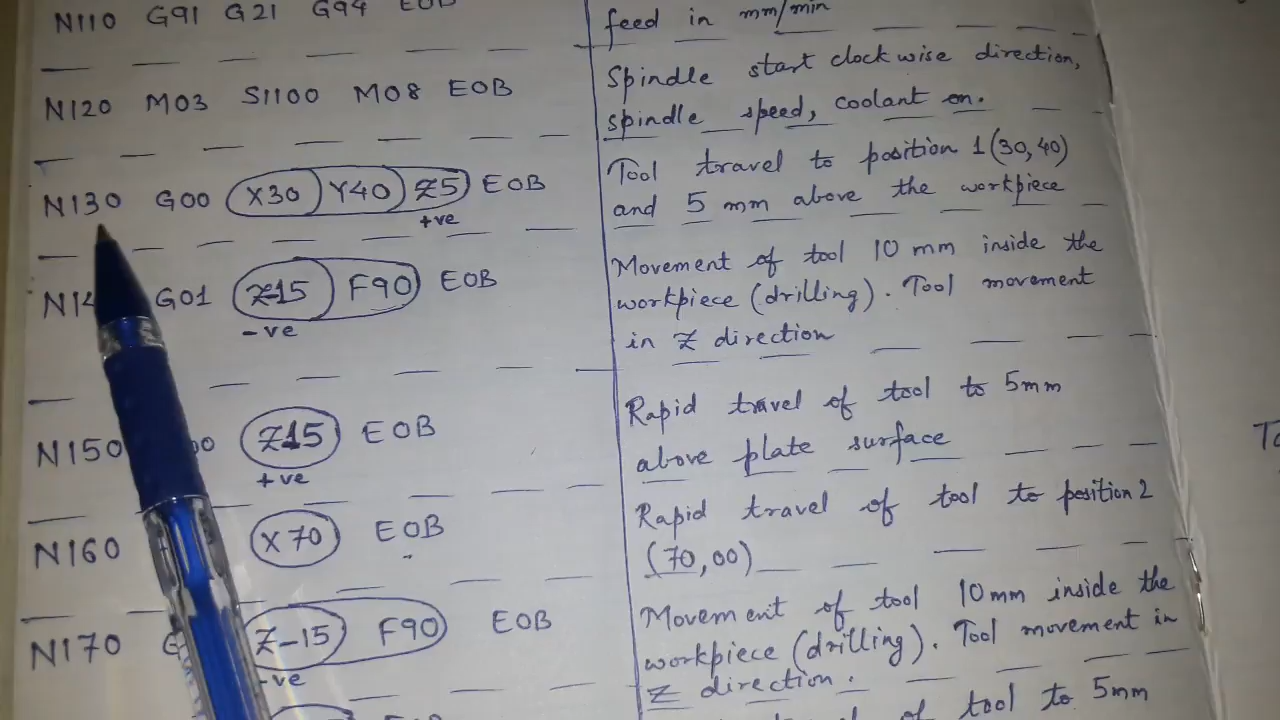 N110 G91 G21 G94 EOB
feed in mm/min
N120 M03 S1100 M08 EOB
Spindle start clockwise direction,
spindle speed, coolant on.
N130 G00 X30 Y40 Z5 EOB
+ve
Tool travel to position 1 (30,40)
and 5 mm above the workpiece
N14 G01 Z-15 F90 EOB
-ve
Movement of tool 10 mm inside the
workpiece (drilling). Tool movement
in Z direction
N150 Z15 EOB
+ve
Rapid travel of tool to 5mm
above plate surface
N160 X70 EOB
Rapid travel of tool to position 2
(70,00)
N170 G Z-15 F90 EOB
-ve
Movement of tool 10mm inside the
workpiece (drilling). Tool movement in
Z direction.
of tool to 5mm